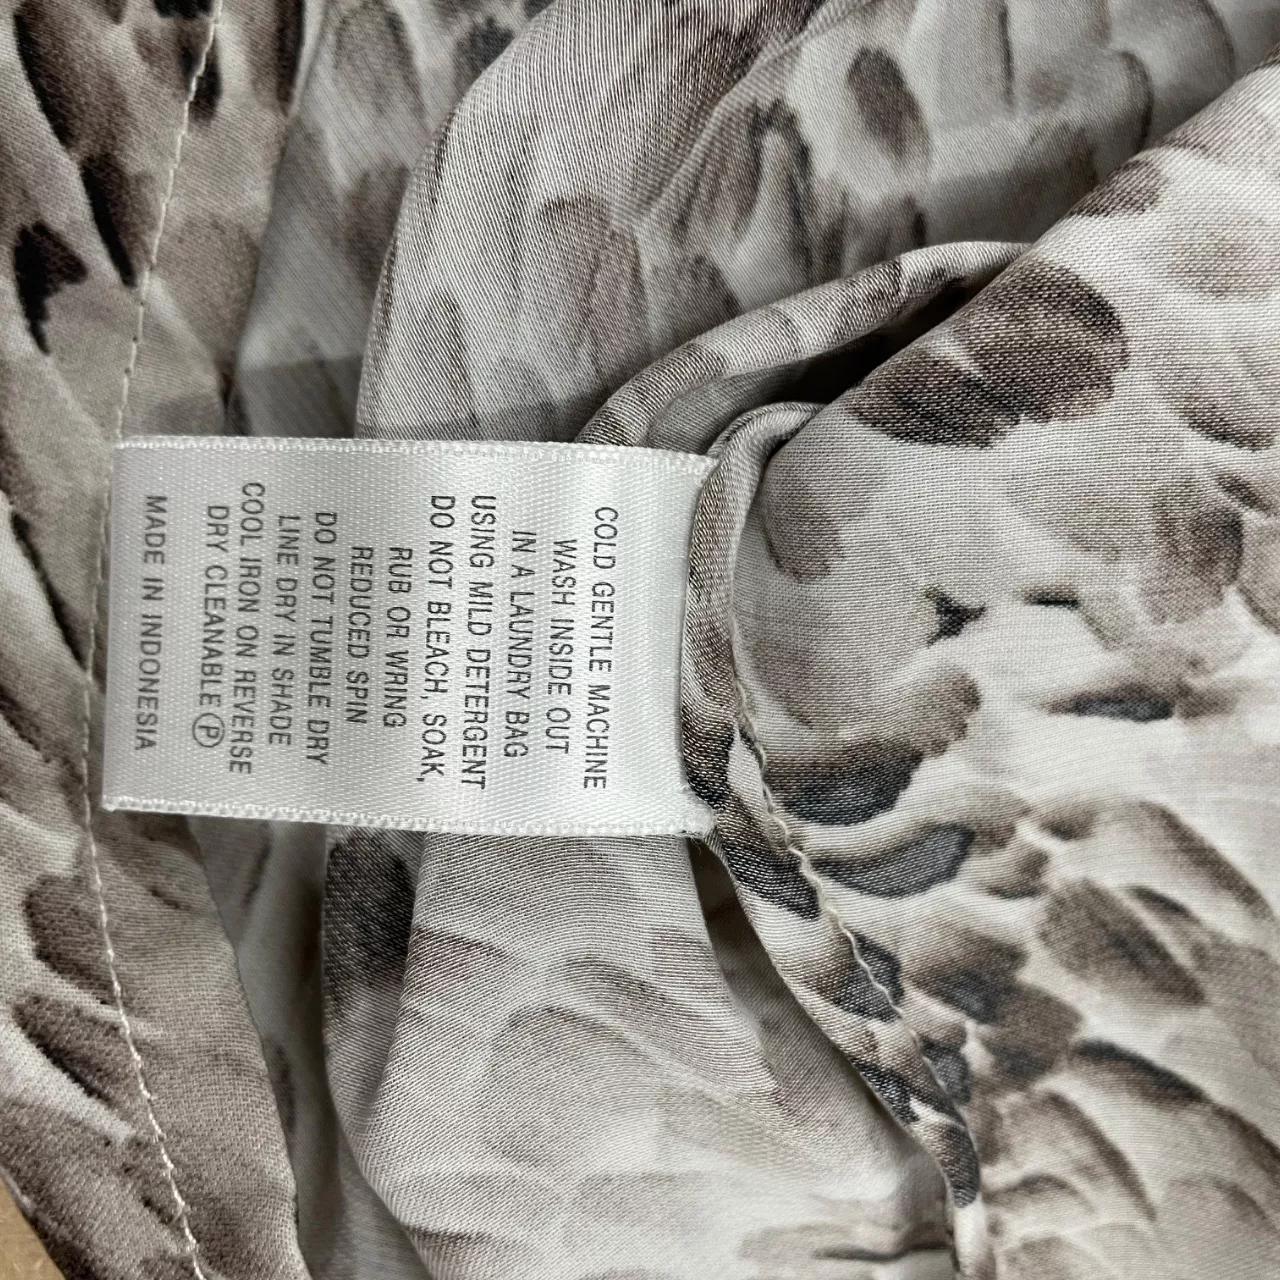 COLD GENTLE MACHINE
WASH INSIDE OUT
IN A LAUNDRY BAG
USING MILD DETERGENT
DO NOT BLEACH, SOAK,
RUB OR WRING
REDUCED SPIN
DO NOT TUMBLE DRY
LINE DRY IN SHADE
COOL IRON ON REVERSE
DRY CLEANABLE Ⓟ
MADE IN INDONESIA